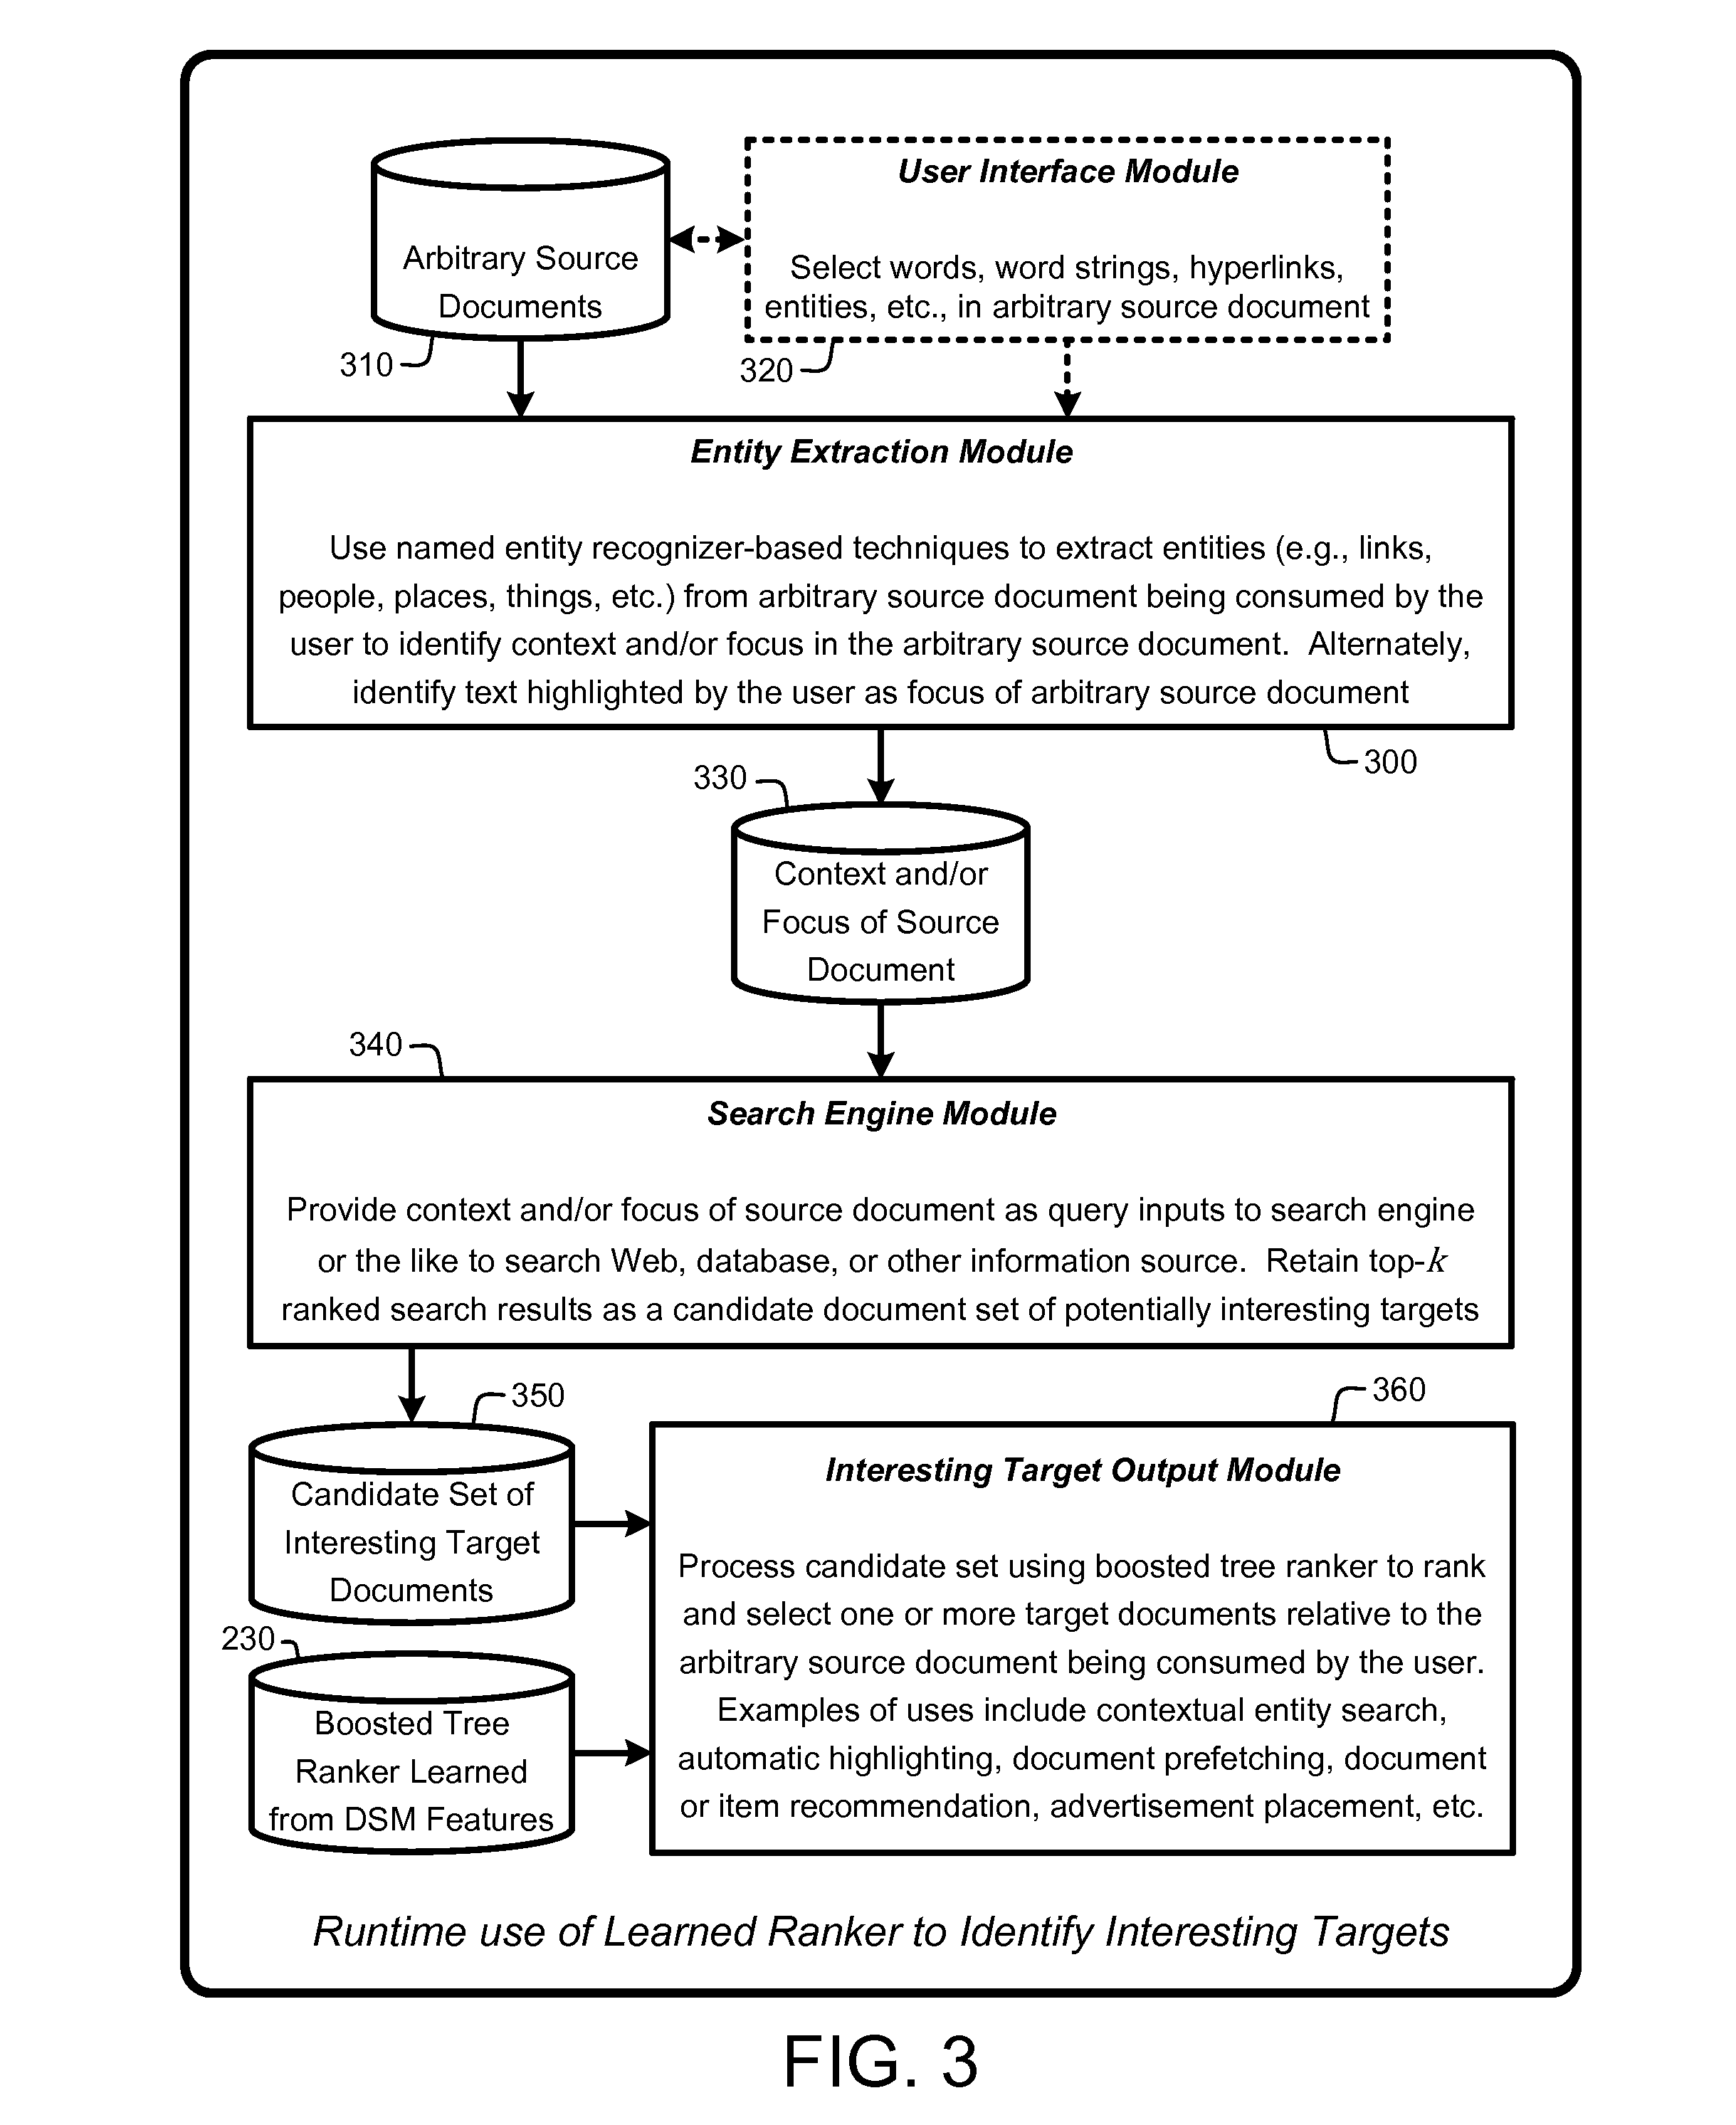 User Interface Module
Arbitrary Source
Documents
Select words, word strings, hyperlinks,
entities, etc., in arbitrary source document
310
320
Entity Extraction Module
Use named entity recognizer-based techniques to extract entities (e.g., links,
people, places, things, etc.) from arbitrary source document being consumed by the
user to identify context and/or focus in the arbitrary source document.  Alternately,
identify text highlighted by the user as focus of arbitrary source document
300
330
Context and/or
Focus of Source
Document
340
Search Engine Module
Provide context and/or focus of source document as query inputs to search engine
or the like to search Web, database, or other information source.  Retain top-k
ranked search results as a candidate document set of potentially interesting targets
350
360
Candidate Set of
Interesting Target
Documents
230
Boosted Tree
Ranker Learned
from DSM Features
Interesting Target Output Module
Process candidate set using boosted tree ranker to rank
and select one or more target documents relative to the
arbitrary source document being consumed by the user.
Examples of uses include contextual entity search,
automatic highlighting, document prefetching, document
or item recommendation, advertisement placement, etc.
Runtime use of Learned Ranker to Identify Interesting Targets
FIG. 3